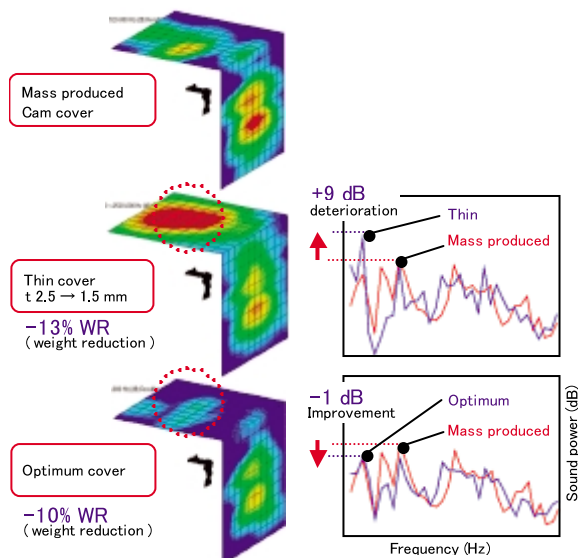 Mass produced
Cam cover
+9 dB
deterioration
Thin
Mass produced
Thin cover
t 2.5 → 1.5 mm
−13% WR
( weight reduction )
−1 dB
Improvement
Optimum
Mass produced
Optimum cover
−10% WR
(weight reduction)
Sound power (dB)
Frequency (Hz)